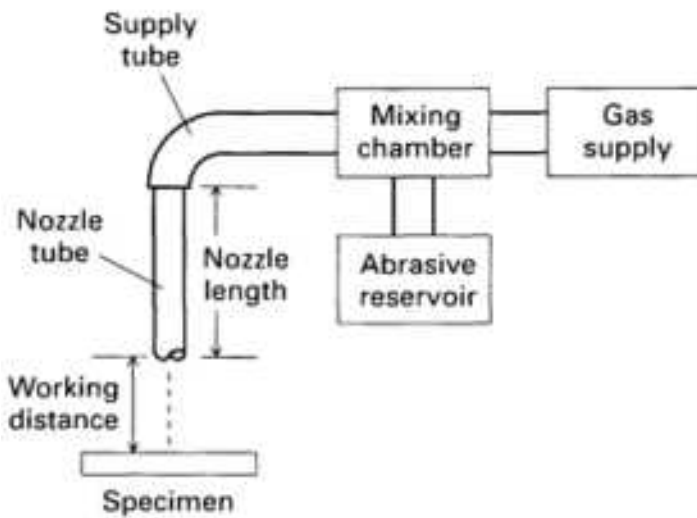 Supply
tube
Mixing
chamber
Gas
supply
Nozzle
tube
Nozzle
length
Abrasive
reservoir
Working
distance
Specimen